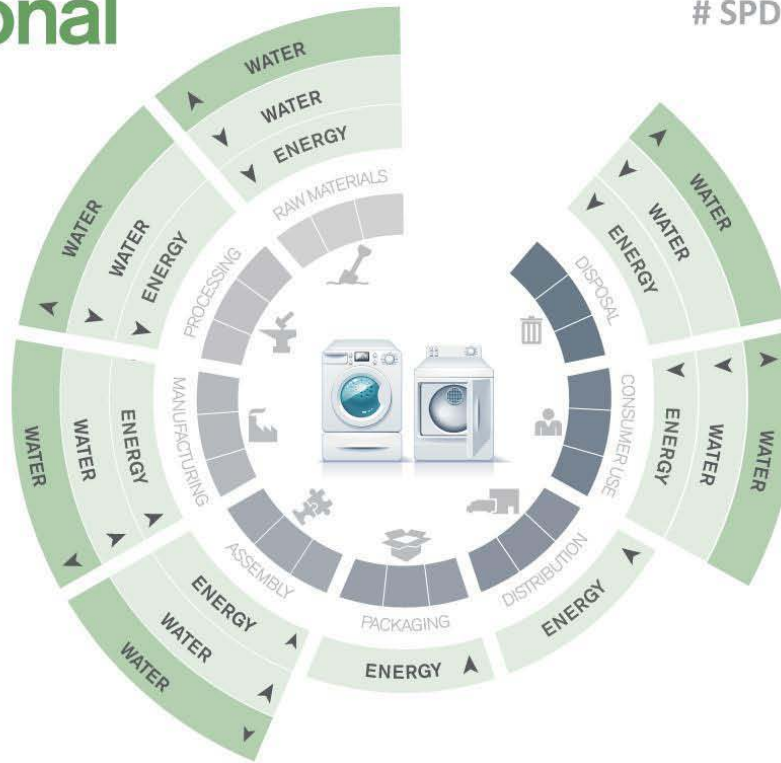 onal
# SPD
WATER
WATER
ENERGY
RAW MATERIALS
WATER
WATER
ENERGY
PROCESSING
WATER
WATER
ENERGY
MANUFACTURING
WATER
WATER
ENERGY
ASSEMBLY
ENERGY
PACKAGING
ENERGY
DISTRIBUTION
WATER
WATER
ENERGY
CONSUMER USE
WATER
WATER
ENERGY
DISPOSAL